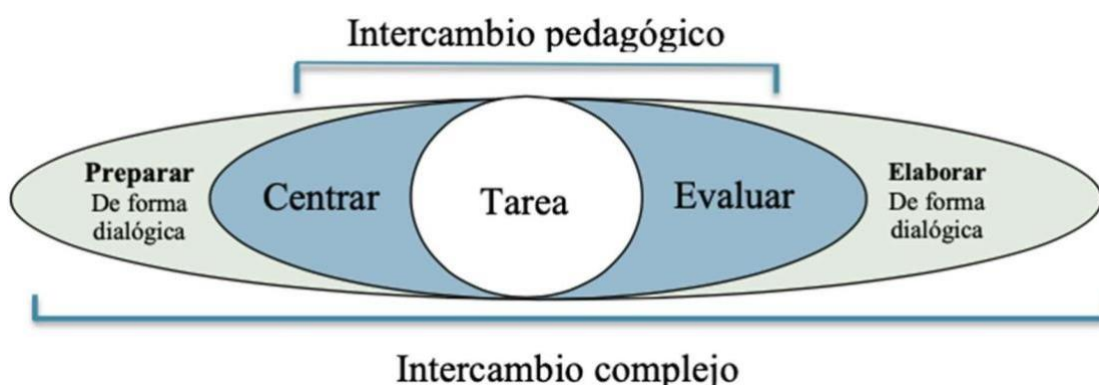 Intercambio pedagógico
Preparar
De forma
dialógica
Centrar
Tarea
Evaluar
Elaborar
De forma
dialógica
Intercambio complejo